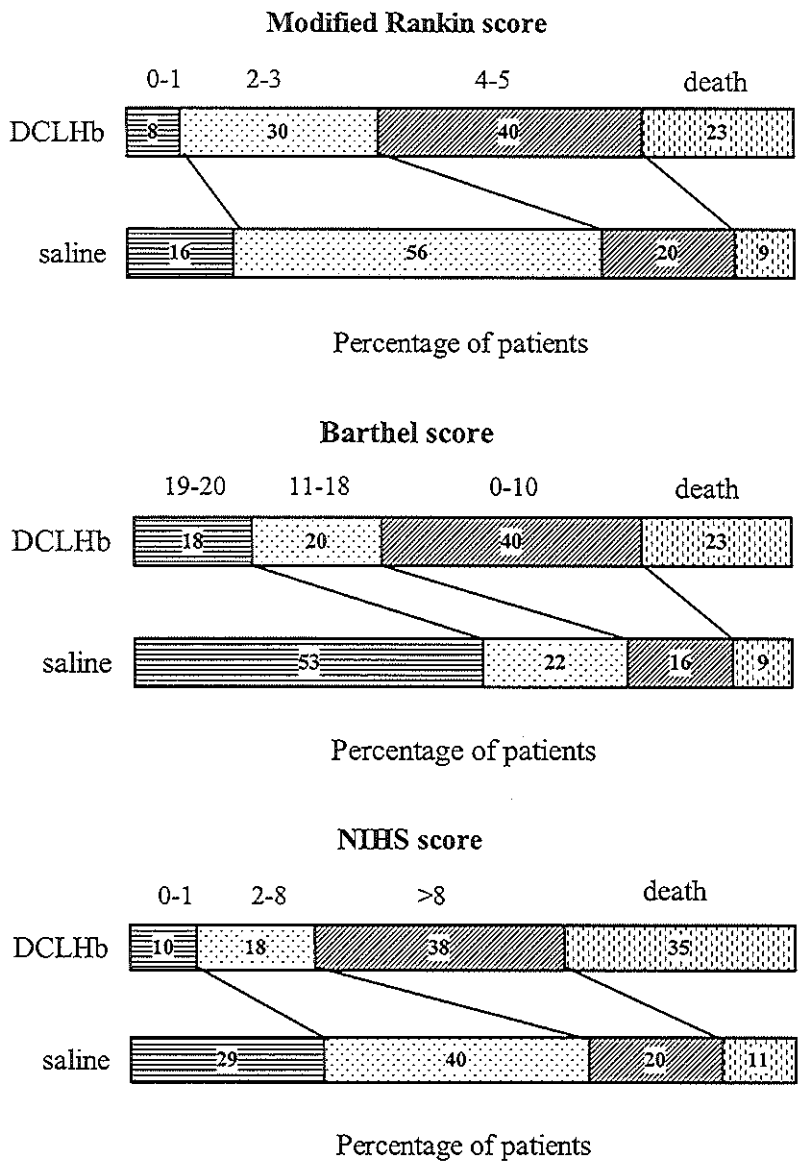 Modified Rankin score
0-1 2-3 4-5 death
DCLHb 8 30 40 23
saline 16 56 20 9
Percentage of patients
Barthel score
19-20 11-18 0-10 death
DCLHb 18 20 40 23
saline 53 22 16 9
Percentage of patients
NIHS score
0-1 2-8 >8 death
DCLHb 10 18 38 35
saline 29 40 20 11
Percentage of patients